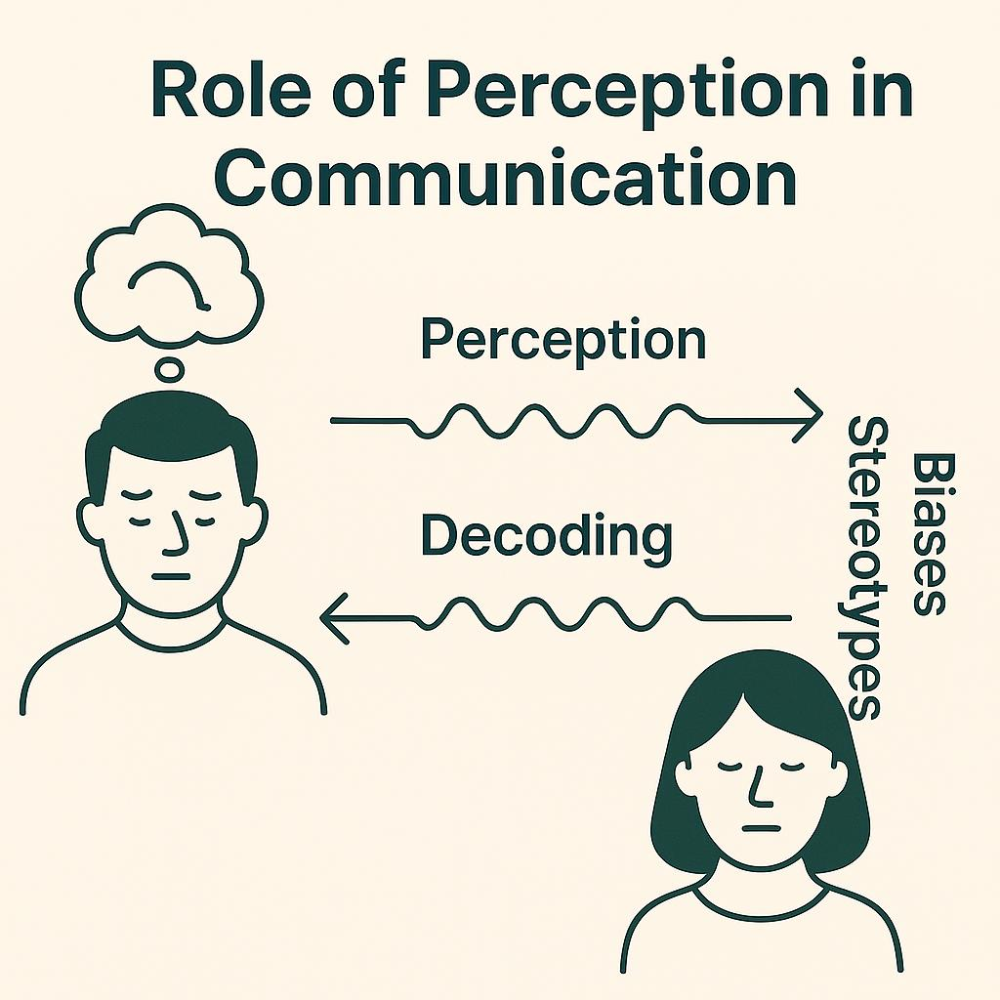 Role of Perception in
Communication
Perception
Decoding
Stereotypes
Biases